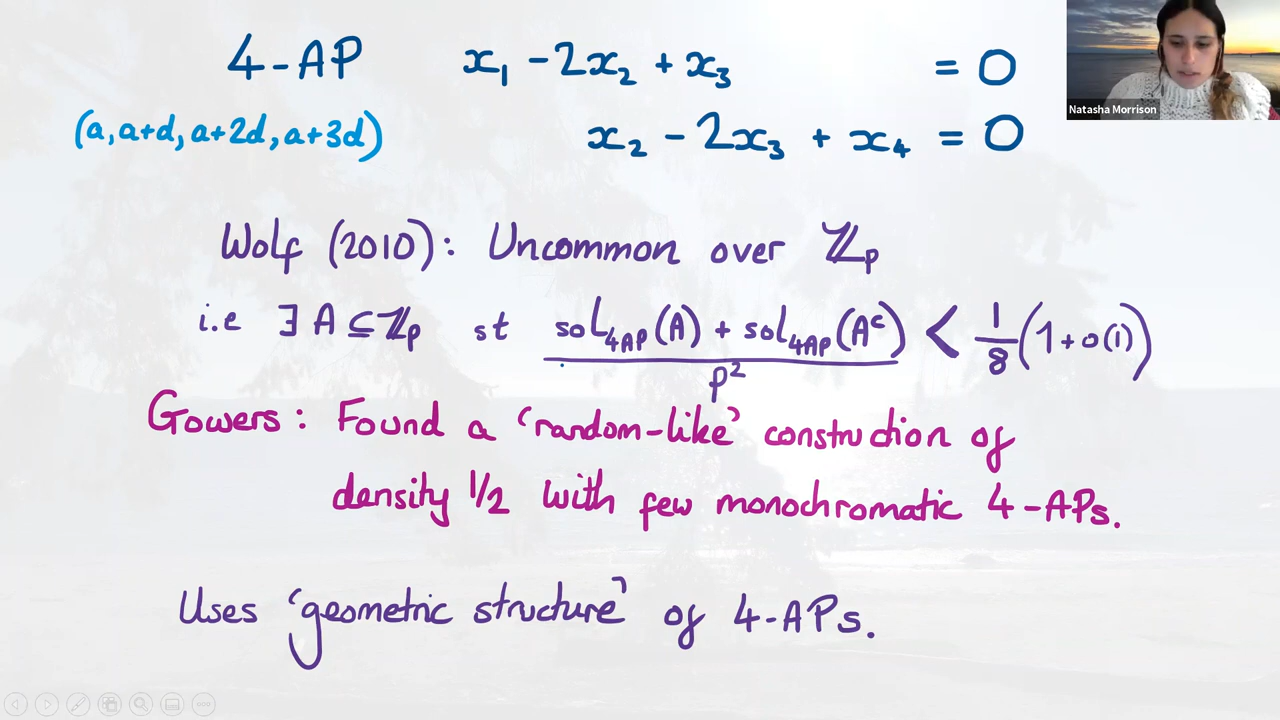 4-AP x₁ - 2x₂ + x₃ = 0
Natasha Morrison
(a, a+d, a+2d, a+3d) x₂ - 2x₃ + x₄ = 0
Wolf (2010): Uncommon over ℤₚ
i.e ∃ A ⊆ ℤₚ st (sol₄AP(A) + sol₄AP(Aᶜ)) / p² < 1/8 (1 + o(1))
Gowers: Found a 'random-like' construction of
density 1/2 with few monochromatic 4-APs.
Uses 'geometric structure' of 4-APs.